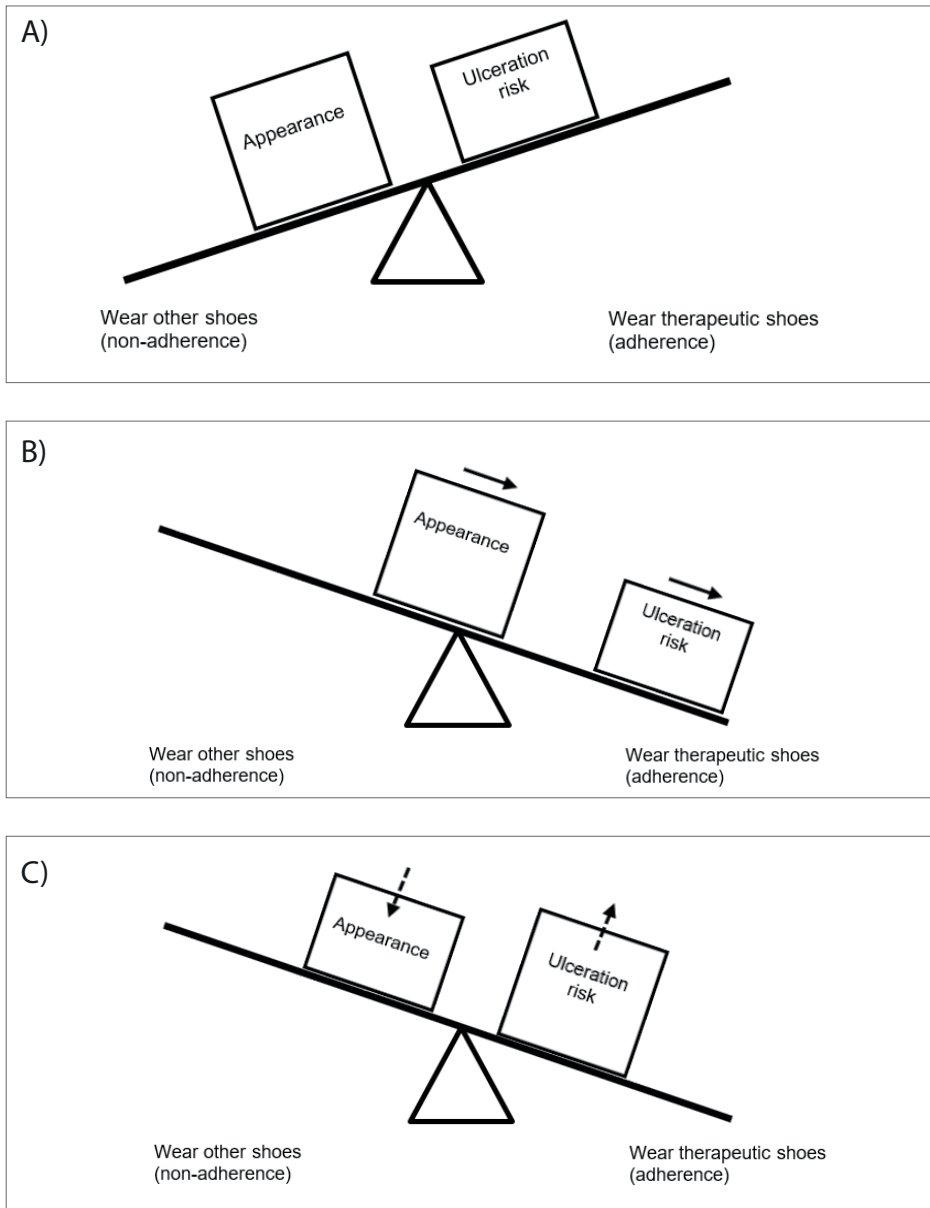 A)
Appearance
Ulceration
risk
Wear other shoes
(non-adherence)
Wear therapeutic shoes
(adherence)
B)
Appearance
Ulceration
risk
Wear other shoes
(non-adherence)
Wear therapeutic shoes
(adherence)
C)
Appearance
Ulceration
risk
Wear other shoes
(non-adherence)
Wear therapeutic shoes
(adherence)